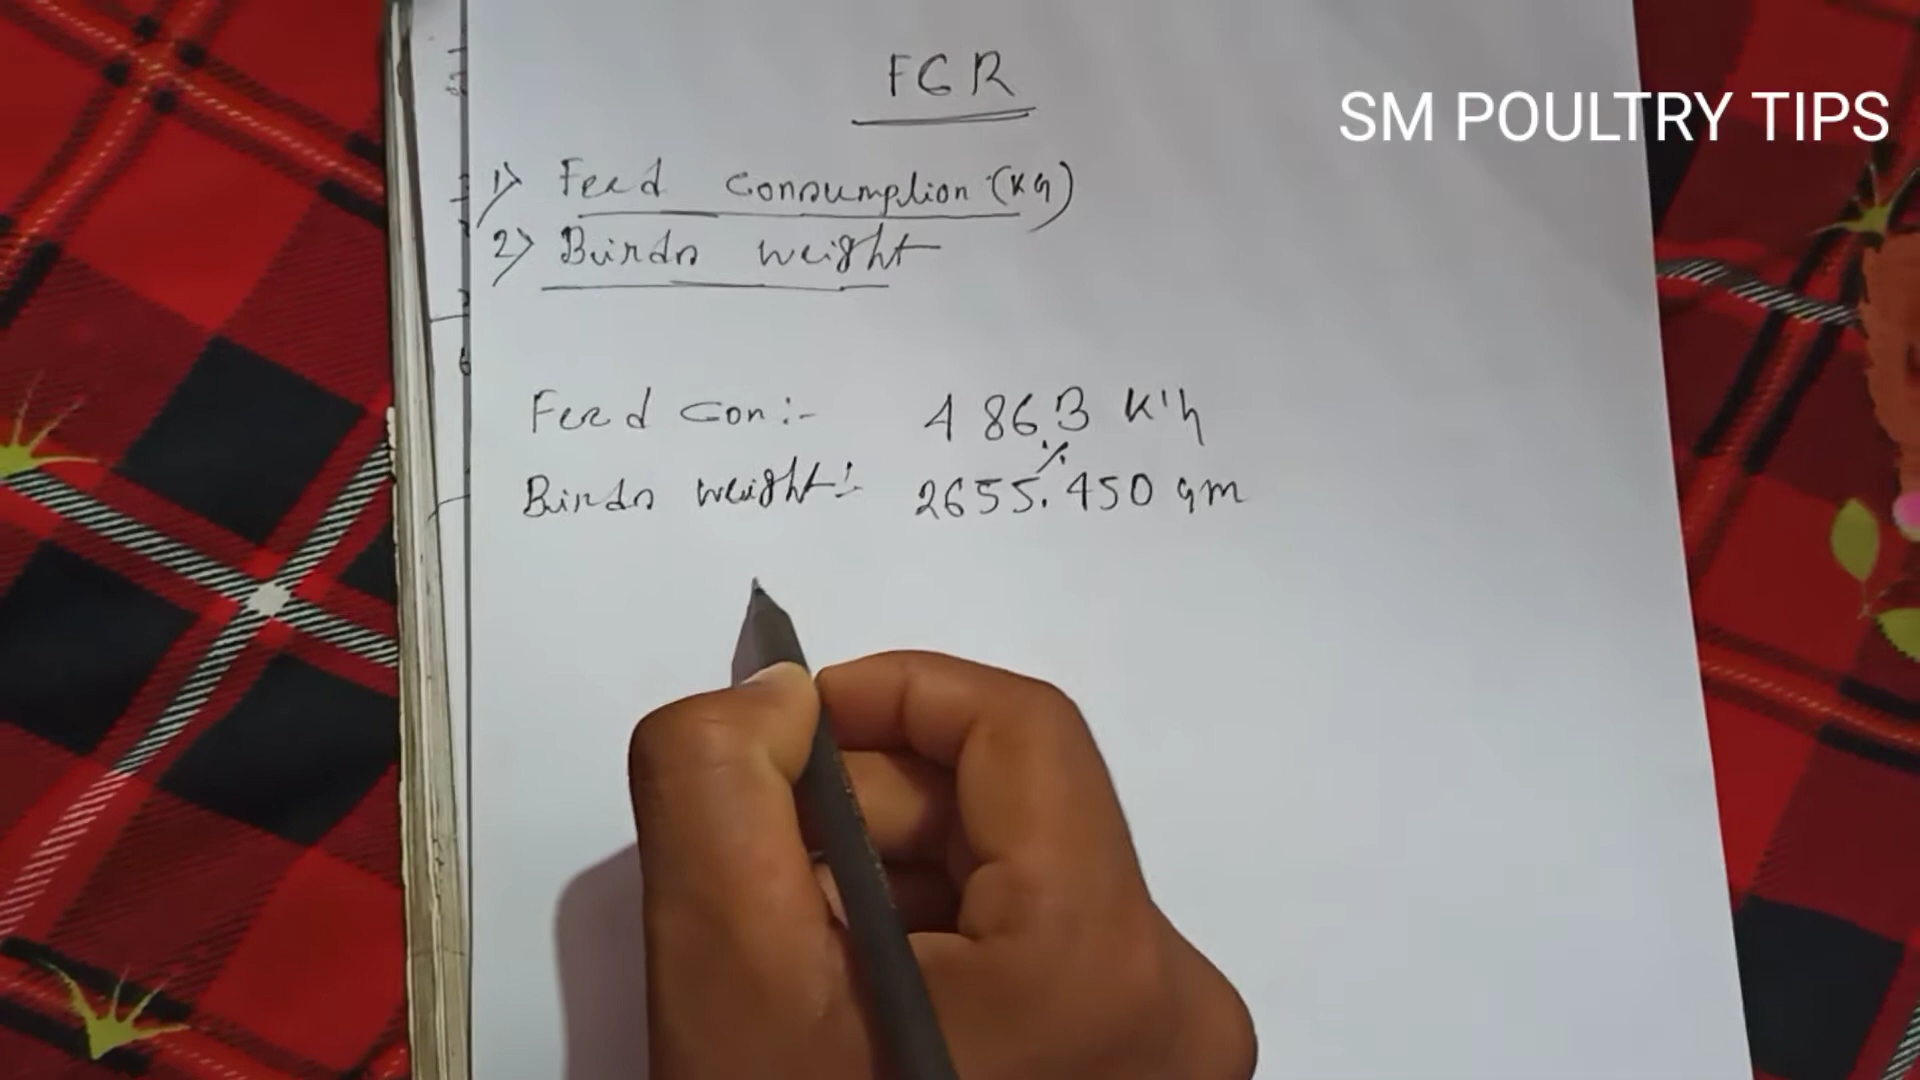 FCR
SM POULTRY TIPS
1) Feed Consumption (Kg)
2) Birds weight
Feed Con :- 4863 Kg
%
Birds weight :- 2655.450 gm